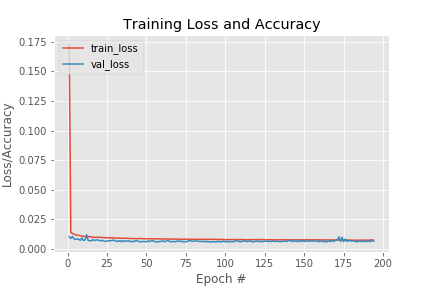 Training Loss and Accuracy
train_loss
val_loss
Loss/Accuracy
0.175
0.150
0.125
0.100
0.075
0.050
0.025
0.000
0 25 50 75 100 125 150 175 200
Epoch #